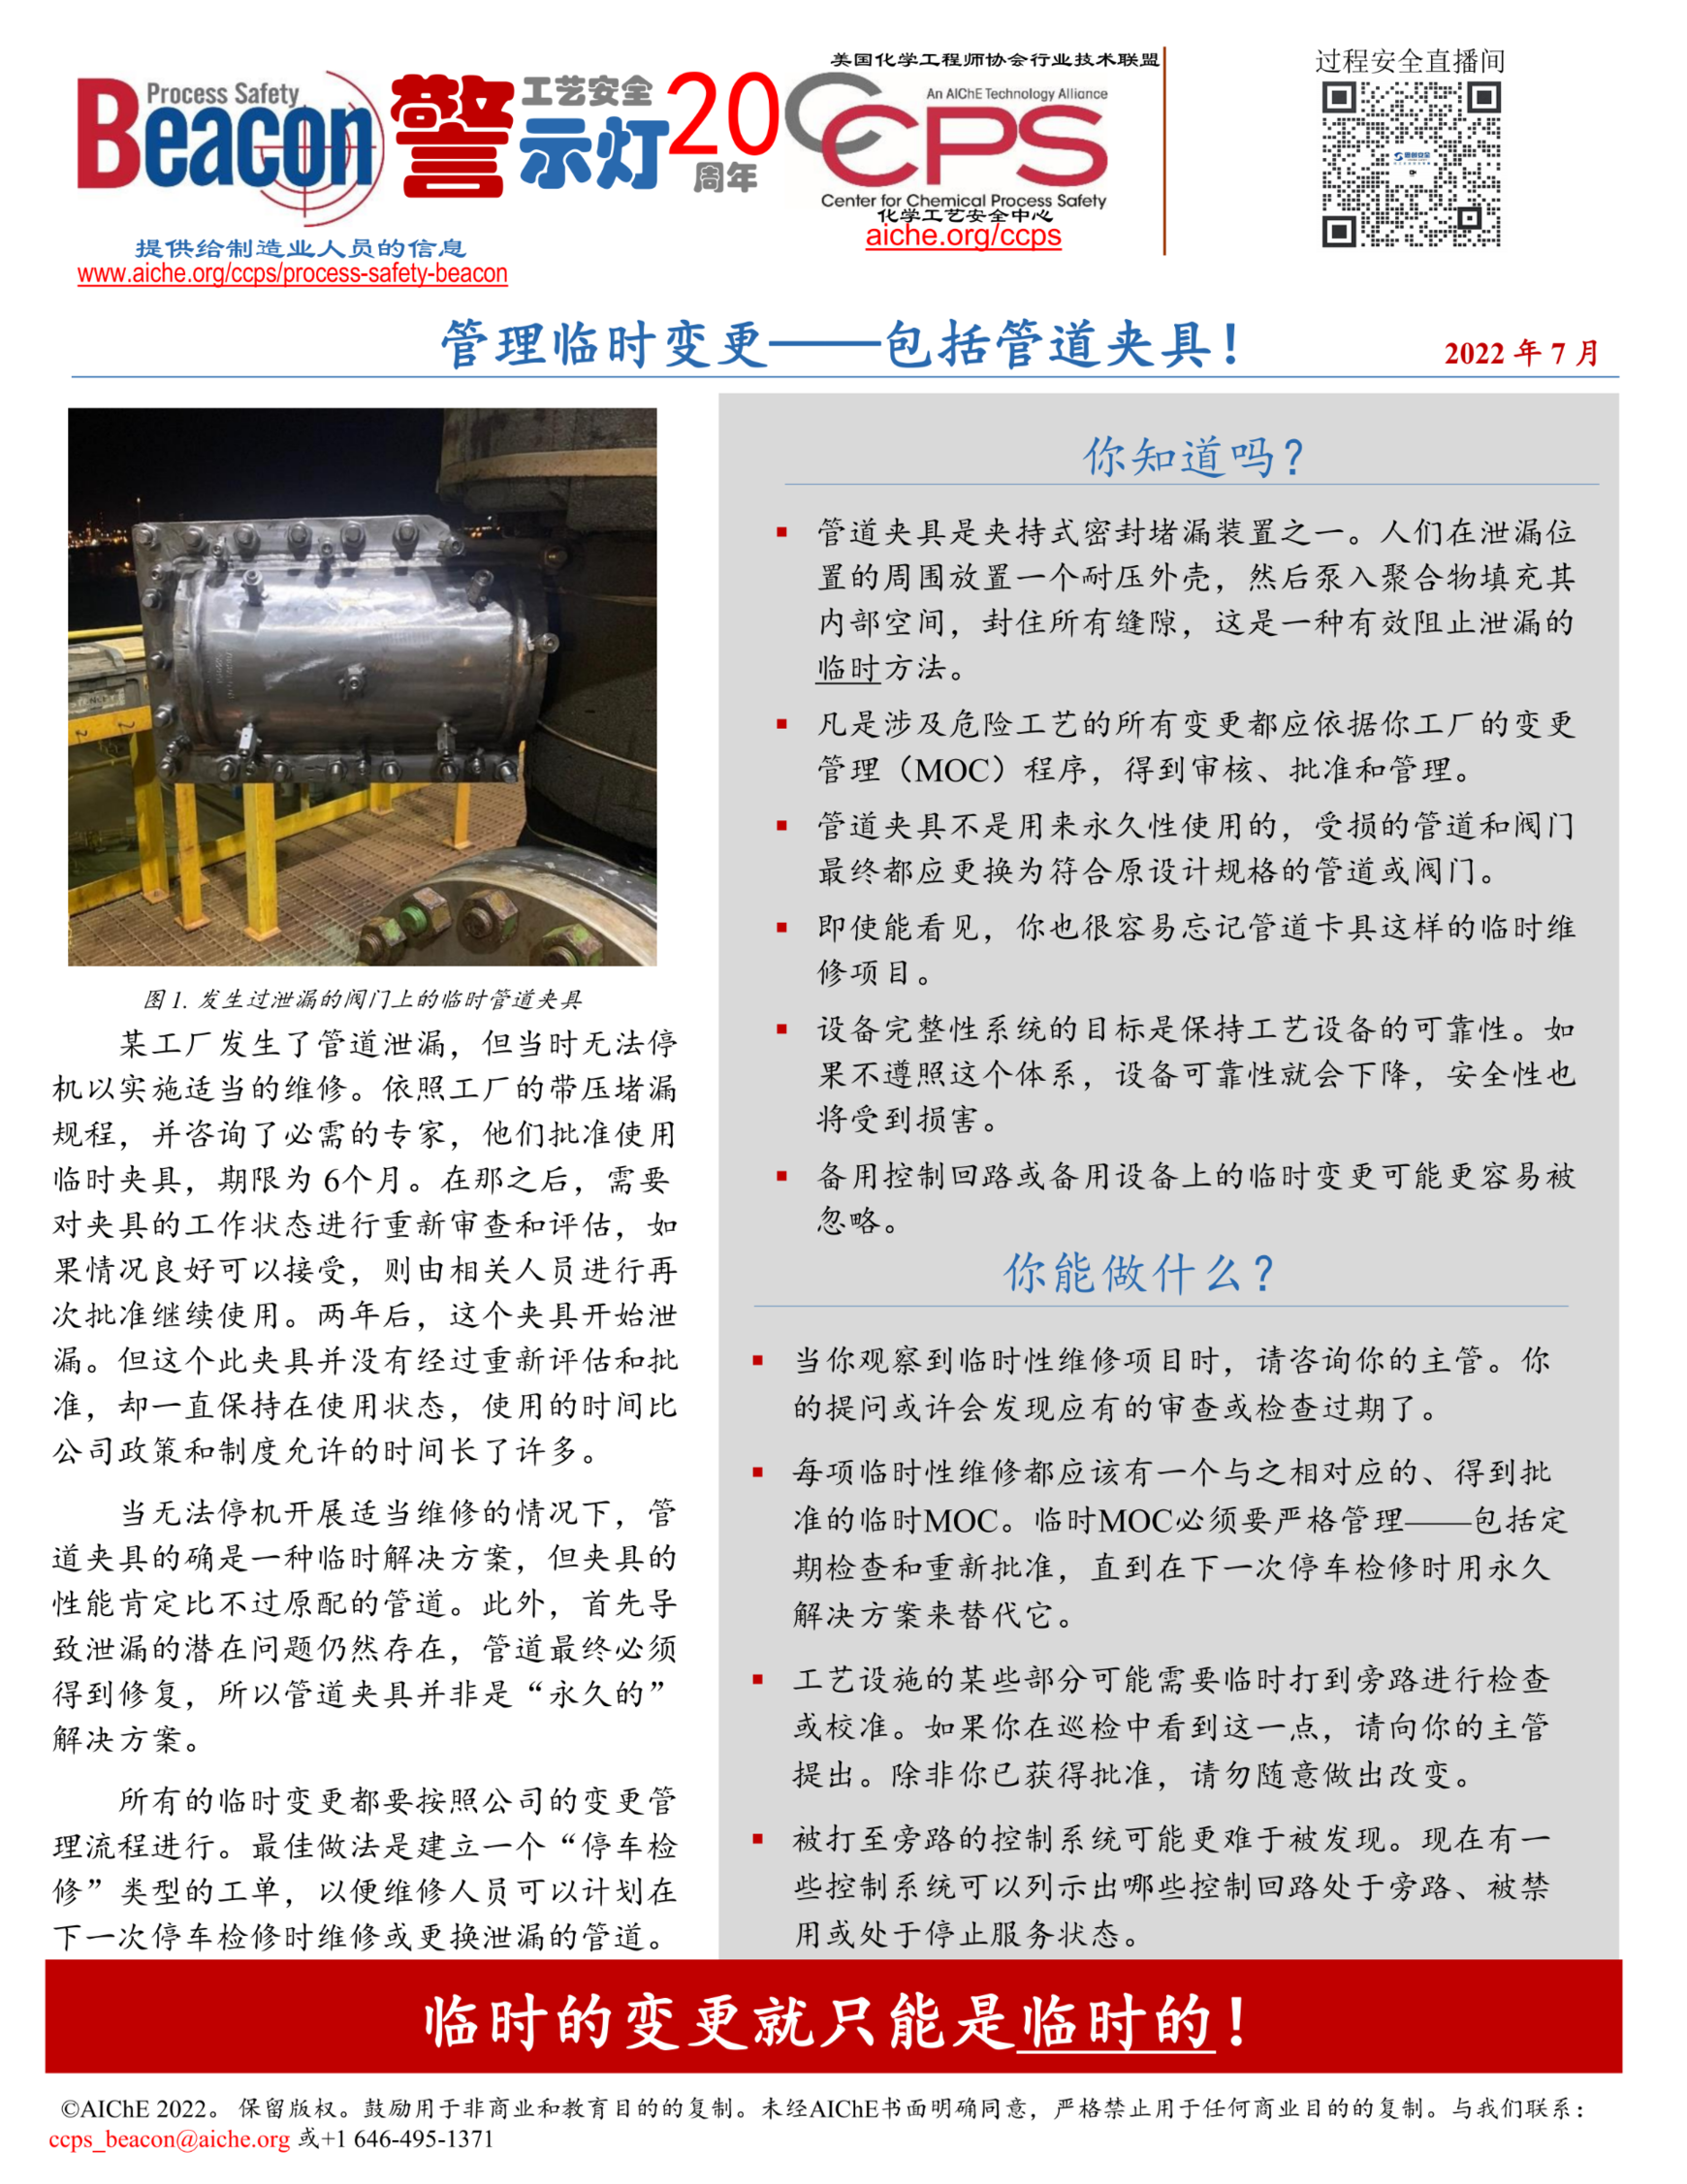 美国化学工程师协会行业技术联盟
过程安全直播间
Process Safety
Beacon
警
工艺安全
示灯
20
周年
An AIChE Technology Alliance
CCPS
Center for Chemical Process Safety
化学工艺安全中心
aiche.org/ccps
提供给制造业人员的信息
www.aiche.org/ccps/process-safety-beacon
管理临时变更——包括管道夹具！
2022 年 7 月
图 1. 发生过泄漏的阀门上的临时管道夹具
某工厂发生了管道泄漏，但当时无法停
机以实施适当的维修。依照工厂的带压堵漏
规程，并咨询了必需的专家，他们批准使用
临时夹具，期限为 6个月。在那之后，需要
对夹具的工作状态进行重新审查和评估，如
果情况良好可以接受，则由相关人员进行再
次批准继续使用。两年后，这个夹具开始泄
漏。但这个此夹具并没有经过重新评估和批
准，却一直保持在使用状态，使用的时间比
公司政策和制度允许的时间长了许多。
当无法停机开展适当维修的情况下，管
道夹具的确是一种临时解决方案，但夹具的
性能肯定比不过原配的管道。此外，首先导
致泄漏的潜在问题仍然存在，管道最终必须
得到修复，所以管道夹具并非是“永久的”
解决方案。
所有的临时变更都要按照公司的变更管
理流程进行。最佳做法是建立一个“停车检
修”类型的工单，以便维修人员可以计划在
下一次停车检修时维修或更换泄漏的管道。
你知道吗？
▪ 管道夹具是夹持式密封堵漏装置之一。人们在泄漏位
置的周围放置一个耐压外壳，然后泵入聚合物填充其
内部空间，封住所有缝隙，这是一种有效阻止泄漏的
临时方法。
▪ 凡是涉及危险工艺的所有变更都应依据你工厂的变更
管理（MOC）程序，得到审核、批准和管理。
▪ 管道夹具不是用来永久性使用的，受损的管道和阀门
最终都应更换为符合原设计规格的管道或阀门。
▪ 即使能看见，你也很容易忘记管道卡具这样的临时维
修项目。
▪ 设备完整性系统的目标是保持工艺设备的可靠性。如
果不遵照这个体系，设备可靠性就会下降，安全性也
将受到损害。
▪ 备用控制回路或备用设备上的临时变更可能更容易被
忽略。
你能做什么？
▪ 当你观察到临时性维修项目时，请咨询你的主管。你
的提问或许会发现应有的审查或检查过期了。
▪ 每项临时性维修都应该有一个与之相对应的、得到批
准的临时MOC。临时MOC必须要严格管理——包括定
期检查和重新批准，直到在下一次停车检修时用永久
解决方案来替代它。
▪ 工艺设施的某些部分可能需要临时打到旁路进行检查
或校准。如果你在巡检中看到这一点，请向你的主管
提出。除非你已获得批准，请勿随意做出改变。
▪ 被打至旁路的控制系统可能更难于被发现。现在有一
些控制系统可以列示出哪些控制回路处于旁路、被禁
用或处于停止服务状态。
临时的变更就只能是临时的！
©AIChE 2022。 保留版权。鼓励用于非商业和教育目的的复制。未经AIChE书面明确同意，严格禁止用于任何商业目的的复制。与我们联系：
ccps_beacon@aiche.org 或+1 646-495-1371